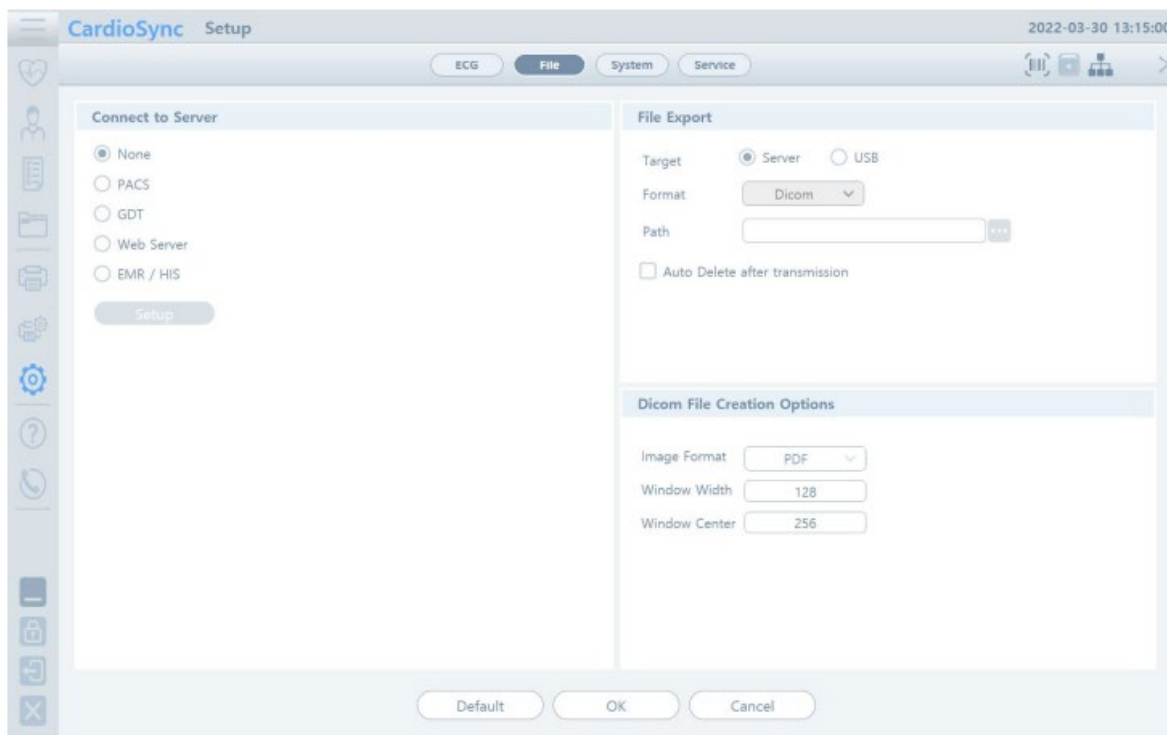 CardioSync Setup 2022-03-30 13:15:00
ECG File System Service
Connect to Server
None
PACS
GDT
Web Server
EMR / HIS
Setup
File Export
Target Server USB
Format Dicom
Path
Auto Delete after transmission
Dicom File Creation Options
Image Format PDF
Window Width 128
Window Center 256
Default OK Cancel